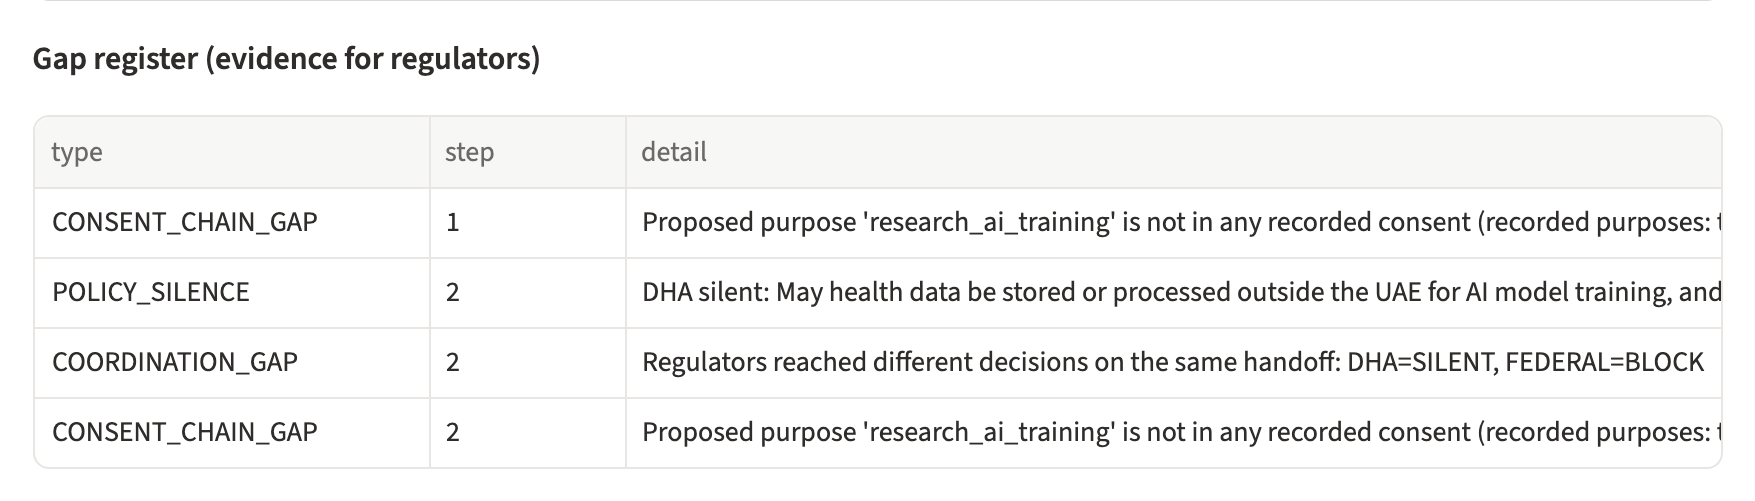 Gap register (evidence for regulators)
type step detail
CONSENT_CHAIN_GAP 1 Proposed purpose 'research_ai_training' is not in any recorded consent (recorded purposes:
POLICY_SILENCE 2 DHA silent: May health data be stored or processed outside the UAE for AI model training, and
COORDINATION_GAP 2 Regulators reached different decisions on the same handoff: DHA=SILENT, FEDERAL=BLOCK
CONSENT_CHAIN_GAP 2 Proposed purpose 'research_ai_training' is not in any recorded consent (recorded purposes: